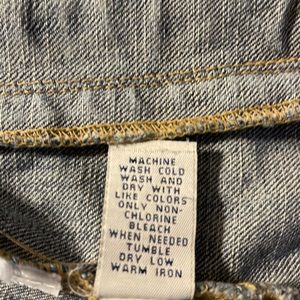 MACHINE
WASH COLD
WASH AND
DRY WITH
LIKE COLORS
ONLY NON-
CHLORINE
BLEACH
WHEN NEEDED
TUMBLE
DRY LOW
WARM IRON